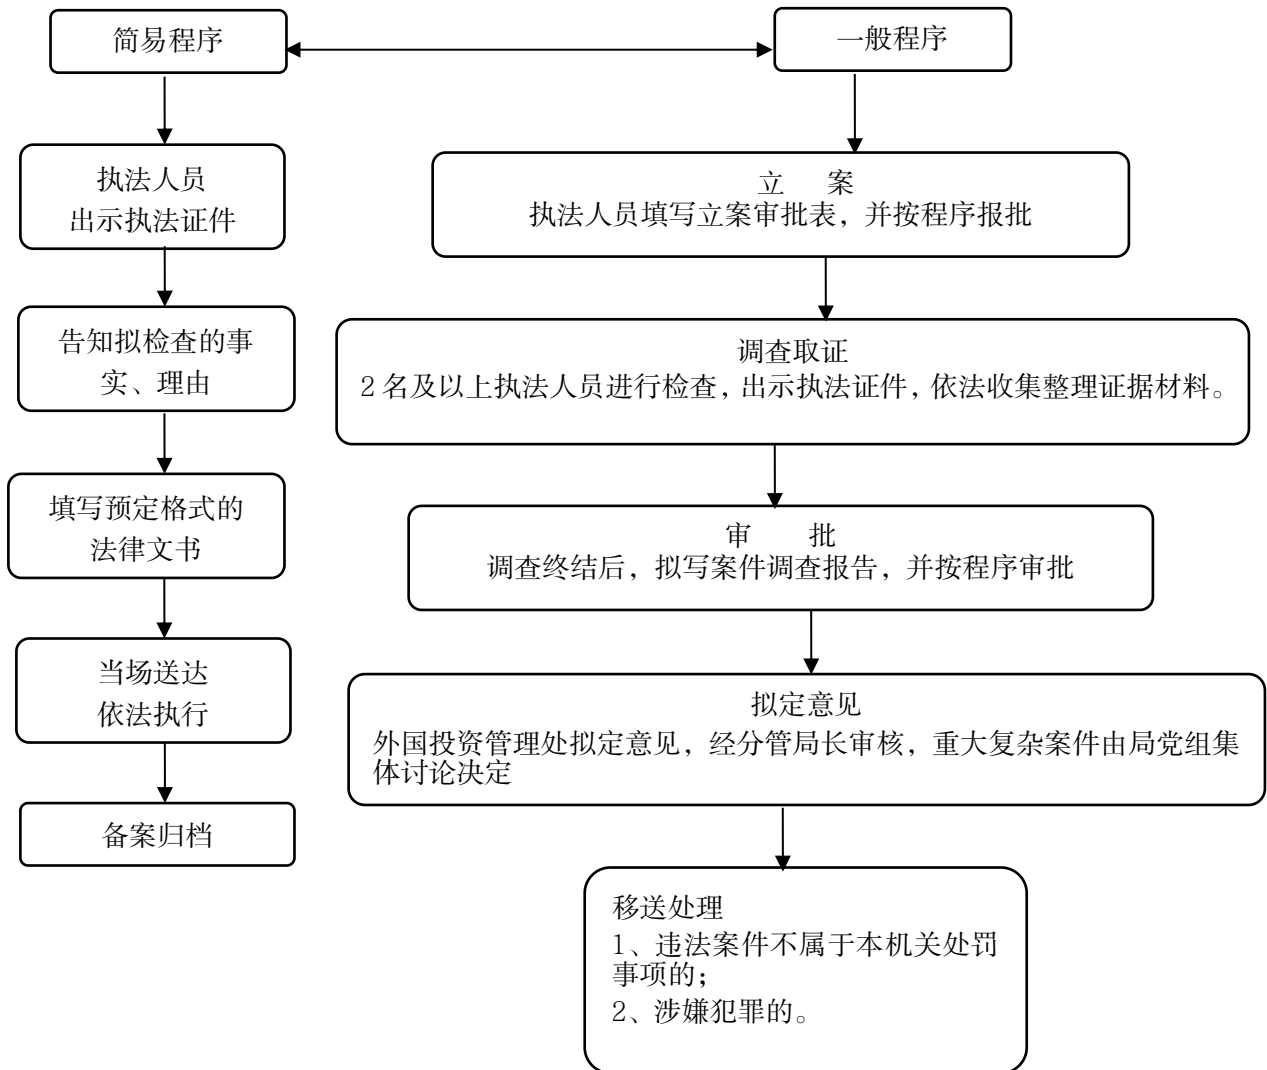 简易程序
一般程序
执法人员
出示执法证件
告知拟检查的事
实、理由
填写预定格式的
法律文书
当场送达
依法执行
备案归档
立 案
执法人员填写立案审批表，并按程序报批
调查取证
2名及以上执法人员进行检查，出示执法证件，依法收集整理证据材料。
审 批
调查终结后，拟写案件调查报告，并按程序审批
拟定意见
外国投资管理处拟定意见，经分管局长审核，重大复杂案件由局党组集
体讨论决定
移送处理
1、违法案件不属于本机关处罚
事项的；
2、涉嫌犯罪的。